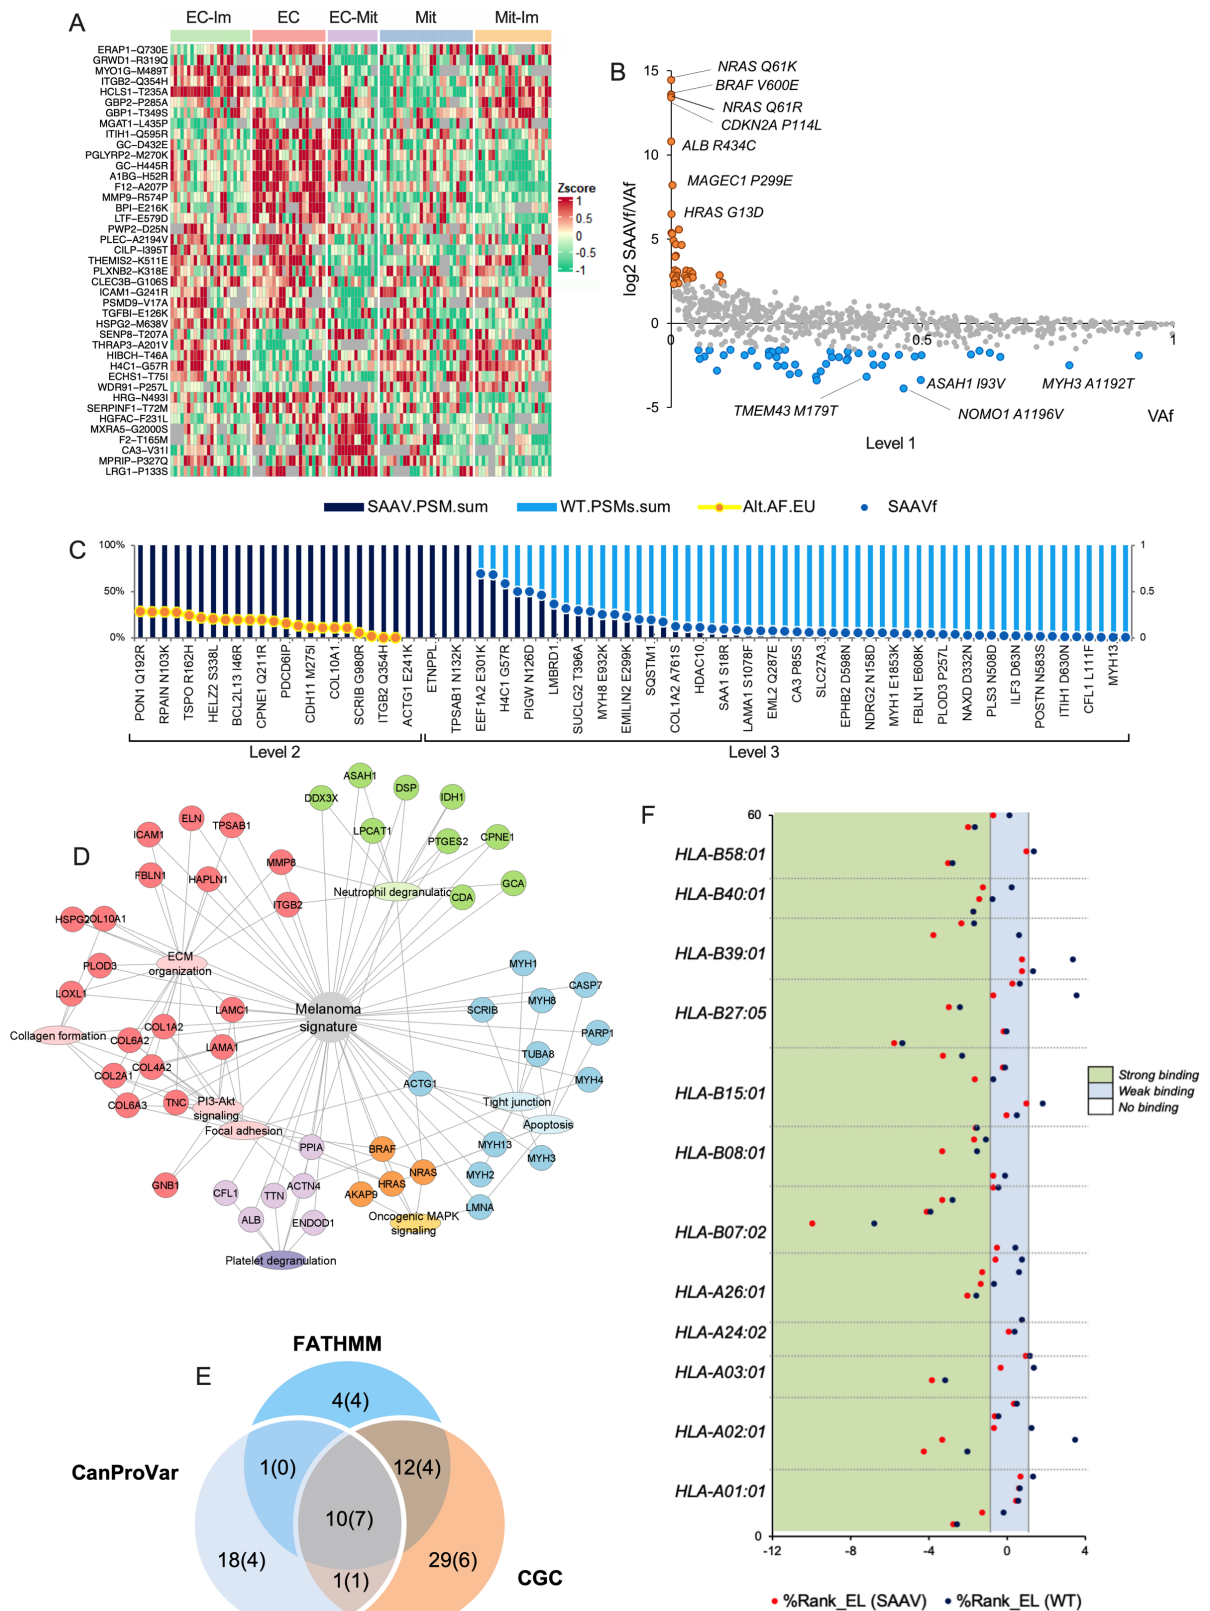 A
EC-Im EC EC-Mit Mit Mit-Im
ERAP1-Q730E
GRWD1-R319Q
MYO1G-M489T
ITGB2-Q354H
HCLS1-T235A
GBP2-P285A
GBP1-T349S
MGAT1-L435P
ITIH1-Q595R
GC-D432E
PGLYRP2-M270K
GC-H445R
A1BG-H52R
F12-A207P
MMP9-R574P
BPI-E216K
LTF-E579D
PWP2-D25N
PLEC-A2194V
CILP-I395T
THEMIS2-K511E
PLXNB2-K318E
CLEC3B-G106S
ICAM1-G241R
PSMD9-V17A
TGFBI-E126K
HSPG2-M638V
SENP8-T207A
THRAP3-A201V
HIBCH-T46A
H4C1-G57R
ECHS1-T75I
WDR91-P257L
HRG-N493I
SERPINF1-T72M
HGFAC-F231L
MXRA5-G2000S
F2-T165M
CA3-V31I
MPRIP-P327Q
LRG1-P133S
Zscore
1
0.5
0
-0.5
-1
B
15
10
5
0
-5
log2 SAAVf/VAf
NRAS Q61K
BRAF V600E
NRAS Q61R
CDKN2A P114L
ALB R434C
MAGEC1 P299E
HRAS G13D
0.5
1
ASAH1 I93V
MYH3 A1192T
TMEM43 M179T
NOMO1 A1196V
VAf
Level 1
SAAV.PSM.sum WT.PSMs.sum Alt.AF.EU SAAVf
C
100%
50%
0%
1
0.5
0
PON1 Q192R
RPAIN N103K
TSPO R162H
HELZ2 S338L
BCL2L13 I46R
CPNE1 Q211R
PDCD6IP
CDH11 M275I
COL10A1
SCRIB G980R
ITGB2 Q354H
ACTG1 E241K
ETNPPL
TPSAB1 N132K
EEF1A2 E301K
H4C1 G57R
PIGW N126D
LMBRD1
SUCLG2 T396A
MYH8 E932K
EMILIN2 E299K
SQSTM1
COL1A2 A761S
HDAC10
SAA1 S18R
LAMA1 S1078F
EML2 Q287E
CA3 P85S
SLC27A3
EPHB2 D598N
NDRG2 N158D
MYH1 E1853K
FBLN1 E608K
PLOD3 P257L
NAXD D332N
PLS3 N508D
ILF3 D63N
POSTN N583S
ITIH1 D630N
CFL1 L111F
MYH13
Level 2
Level 3
D
ASAH1
DDX3X
DSP
IDH1
LPCAT1
PTGES2
CPNE1
GCA
CDA
Neutrophil degranulatic
ELN
TPSAB1
ICAM1
MMP8
FBLN1
HAPLN1
ITGB2
HSPG2
COL10A1
ECM
organization
PLOD3
LOXL1
LAMC1
Collagen formation
COL1A2
COL6A2
LAMA1
COL4A2
COL2A1
COL6A3
TNC
PI3-Akt
signaling
Focal adhesion
GNB1
Melanoma
signature
MYH1
CASP7
MYH8
SCRIB
PARP1
TUBA8
MYH4
ACTG1
Tight junction
Apoptosis
MYH13
MYH3
MYH2
LMNA
PPIA
CFL1
TTN
ACTN4
ALB
ENDOD1
Platelet degranulation
BRAF
NRAS
HRAS
AKAP9
Oncogenic MAPK
signaling
E
FATHMM
CanProVar
CGC
4(4)
1(0)
12(4)
10(7)
18(4)
29(6)
1(1)
F
60
HLA-B58:01
HLA-B40:01
HLA-B39:01
HLA-B27:05
HLA-B15:01
HLA-B08:01
HLA-B07:02
HLA-A26:01
HLA-A24:02
HLA-A03:01
HLA-A02:01
HLA-A01:01
0
-12 -8 -4 0 4
Strong binding
Weak binding
No binding
%Rank_EL (SAAV) %Rank_EL (WT)